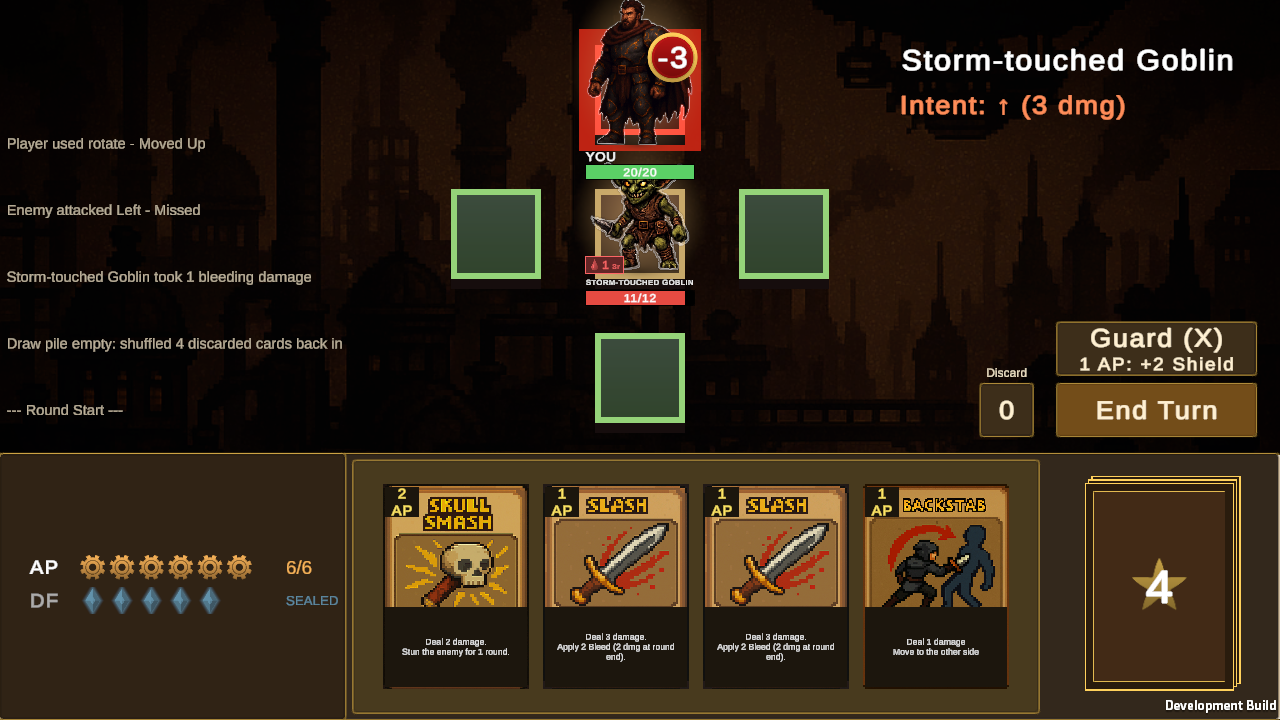 Storm-touched Goblin
Intent: ↑ (3 dmg)
-3
YOU
20/20
1
STORM-TOUCHED GOBLIN
11/12
Player used rotate - Moved Up
Enemy attacked Left - Missed
Storm-touched Goblin took 1 bleeding damage
Draw pile empty: shuffled 4 discarded cards back in
--- Round Start ---
Discard
0
Guard (X)
1 AP: +2 Shield
End Turn
AP
6/6
DF
SEALED
2
AP
SKULL
SMASH
Deal 2 damage.
Stun the enemy for 1 round.
1
AP
SLASH
Deal 3 damage.
Apply 2 Bleed (2 dmg at round
end).
1
AP
SLASH
Deal 3 damage.
Apply 2 Bleed (2 dmg at round
end).
1
AP
BACKSTAB
Deal 1 damage
Move to the other side
4
Development Build